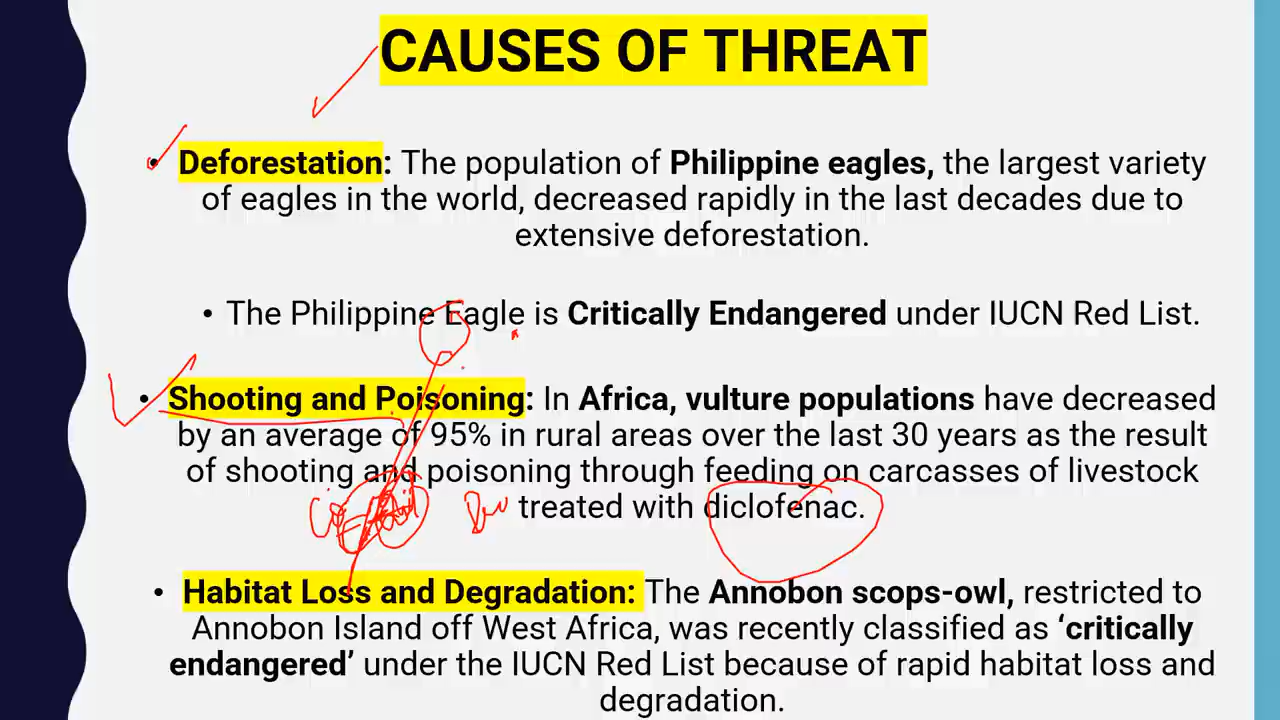 CAUSES OF THREAT
• Deforestation: The population of Philippine eagles, the largest variety
of eagles in the world, decreased rapidly in the last decades due to
extensive deforestation.
• The Philippine Eagle is Critically Endangered under IUCN Red List.
• Shooting and Poisoning: In Africa, vulture populations have decreased
by an average of 95% in rural areas over the last 30 years as the result
of shooting and poisoning through feeding on carcasses of livestock
treated with diclofenac.
• Habitat Loss and Degradation: The Annobon scops-owl, restricted to
Annobon Island off West Africa, was recently classified as ‘critically
endangered’ under the IUCN Red List because of rapid habitat loss and
degradation.